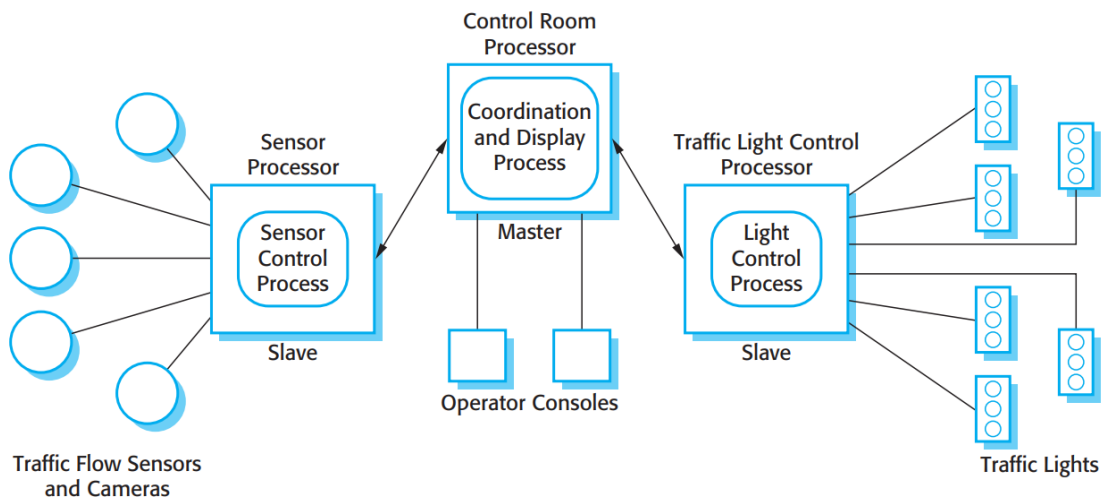 Control Room
Processor
Coordination
and Display
Process
Master
Sensor
Processor
Sensor
Control
Process
Slave
Traffic Light Control
Processor
Light
Control
Process
Slave
Operator Consoles
Traffic Flow Sensors
and Cameras
Traffic Lights